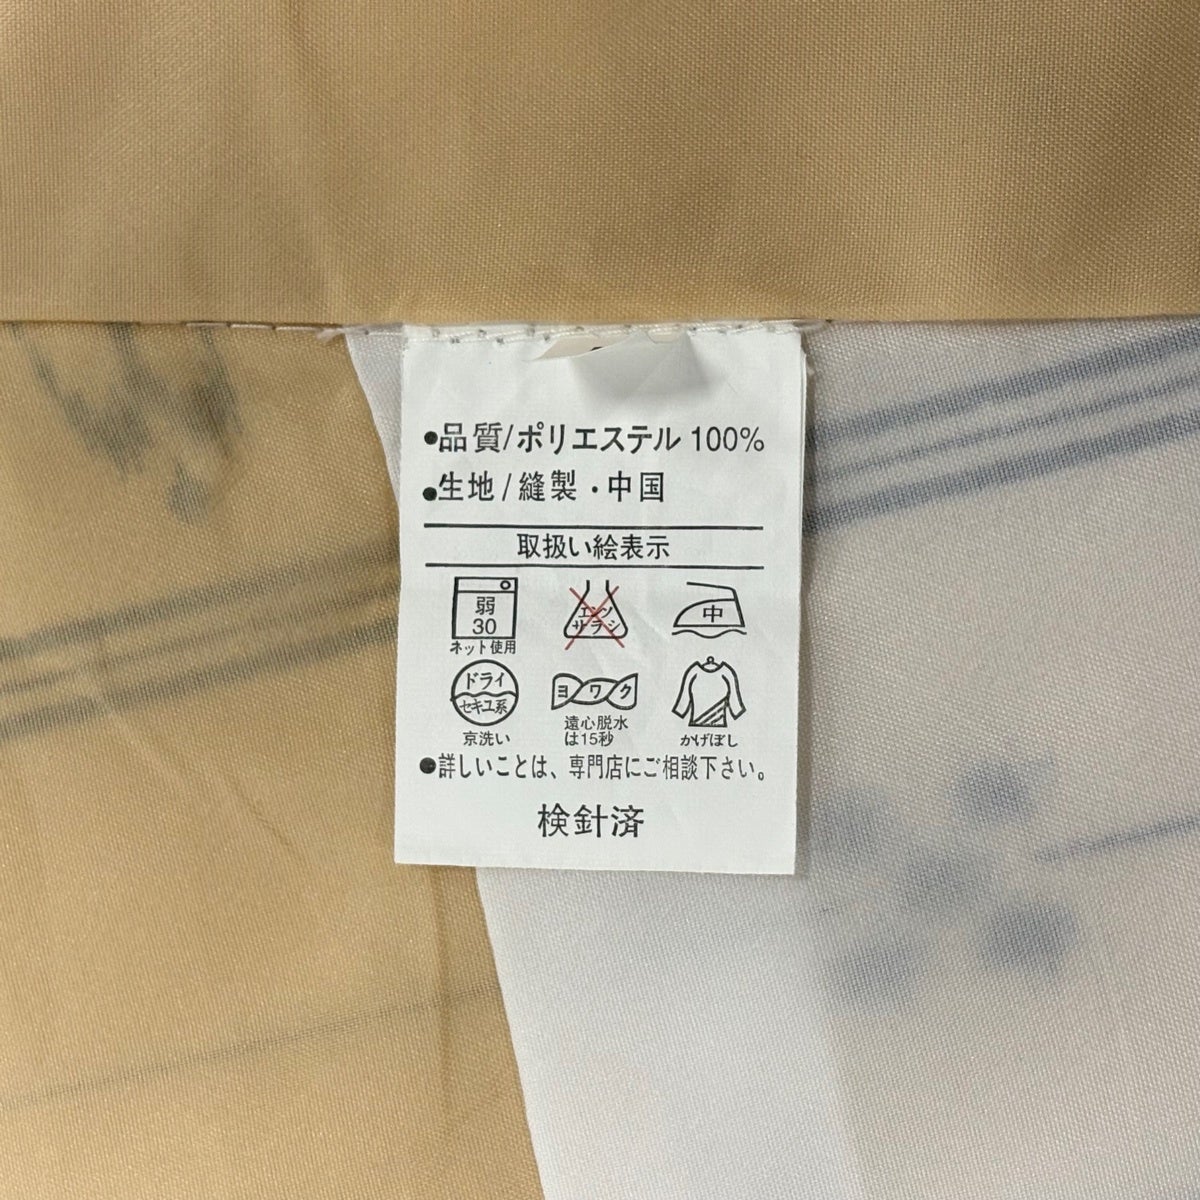 ●品質/ポリエステル 100%
●生地/縫製・中国
取扱い絵表示
弱
30
ネット使用
エンソ
サラシ
中
ドライ
セキユ系
京洗い
ヨワク
遠心脱水
は15秒
かげぼし
●詳しいことは、専門店にご相談下さい。
検針済